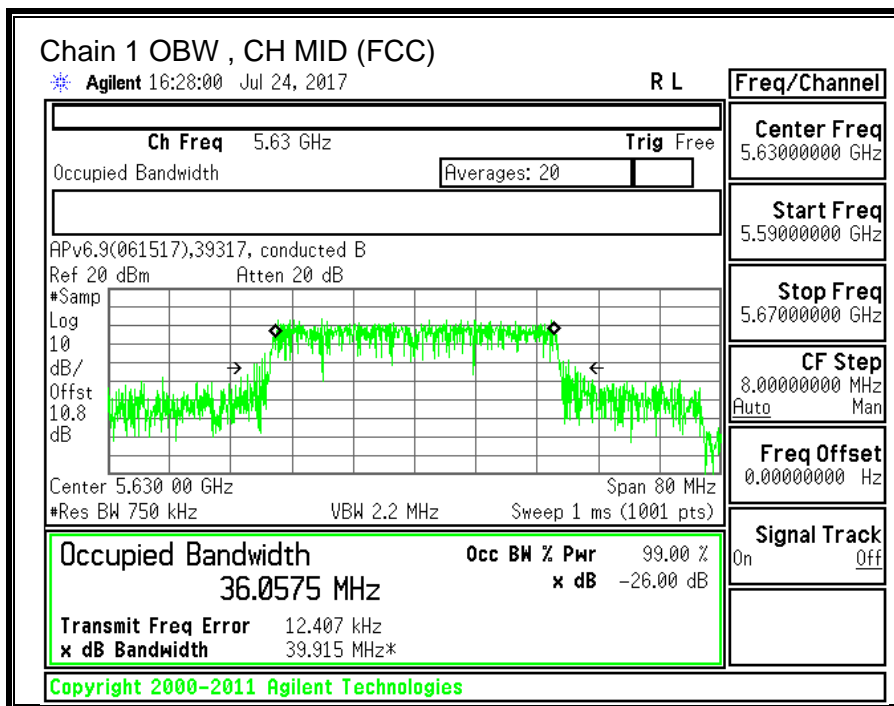 Chain 1 OBW , CH MID (FCC)
Agilent 16:28:00 Jul 24, 2017 R L
Freq/Channel
Ch Freq 5.63 GHz Trig Free
Occupied Bandwidth Averages: 20
APv6.9(061517),39317, conducted B
Ref 20 dBm Atten 20 dB
#Samp
Log
10
dB/
Offst
10.8
dB
Center 5.630 00 GHz Span 80 MHz
#Res BW 750 kHz VBW 2.2 MHz Sweep 1 ms (1001 pts)
Occupied Bandwidth Occ BW % Pwr 99.00 %
36.0575 MHz x dB -26.00 dB
Transmit Freq Error 12.407 kHz
x dB Bandwidth 39.915 MHz*
Center Freq
5.63000000 GHz
Start Freq
5.59000000 GHz
Stop Freq
5.67000000 GHz
CF Step
8.00000000 MHz
Auto Man
Freq Offset
0.00000000 Hz
Signal Track
On Off
Copyright 2000-2011 Agilent Technologies